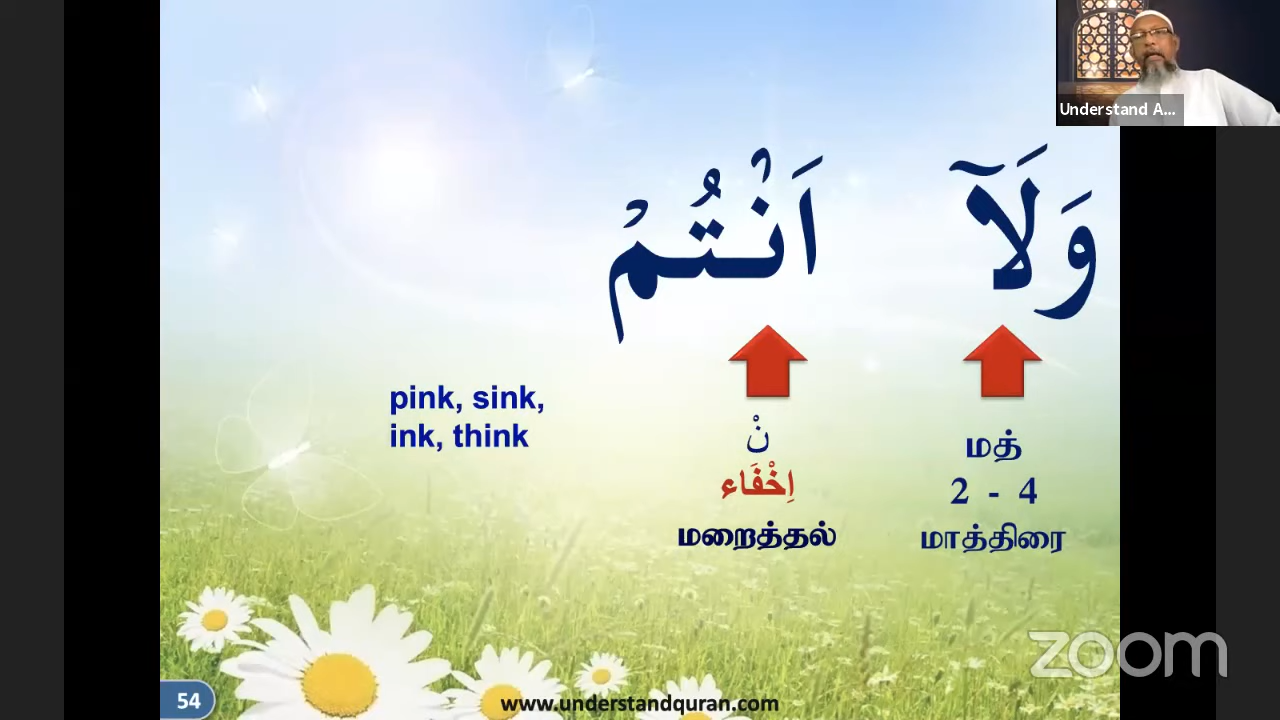 Understand A...
وَلَآ اَنْتُمْ
pink, sink,
ink, think
نْ
اِخْفَاء
மறைத்தல்
மத்
2 - 4
மாத்திரை
zoom
54
www.understandquran.com